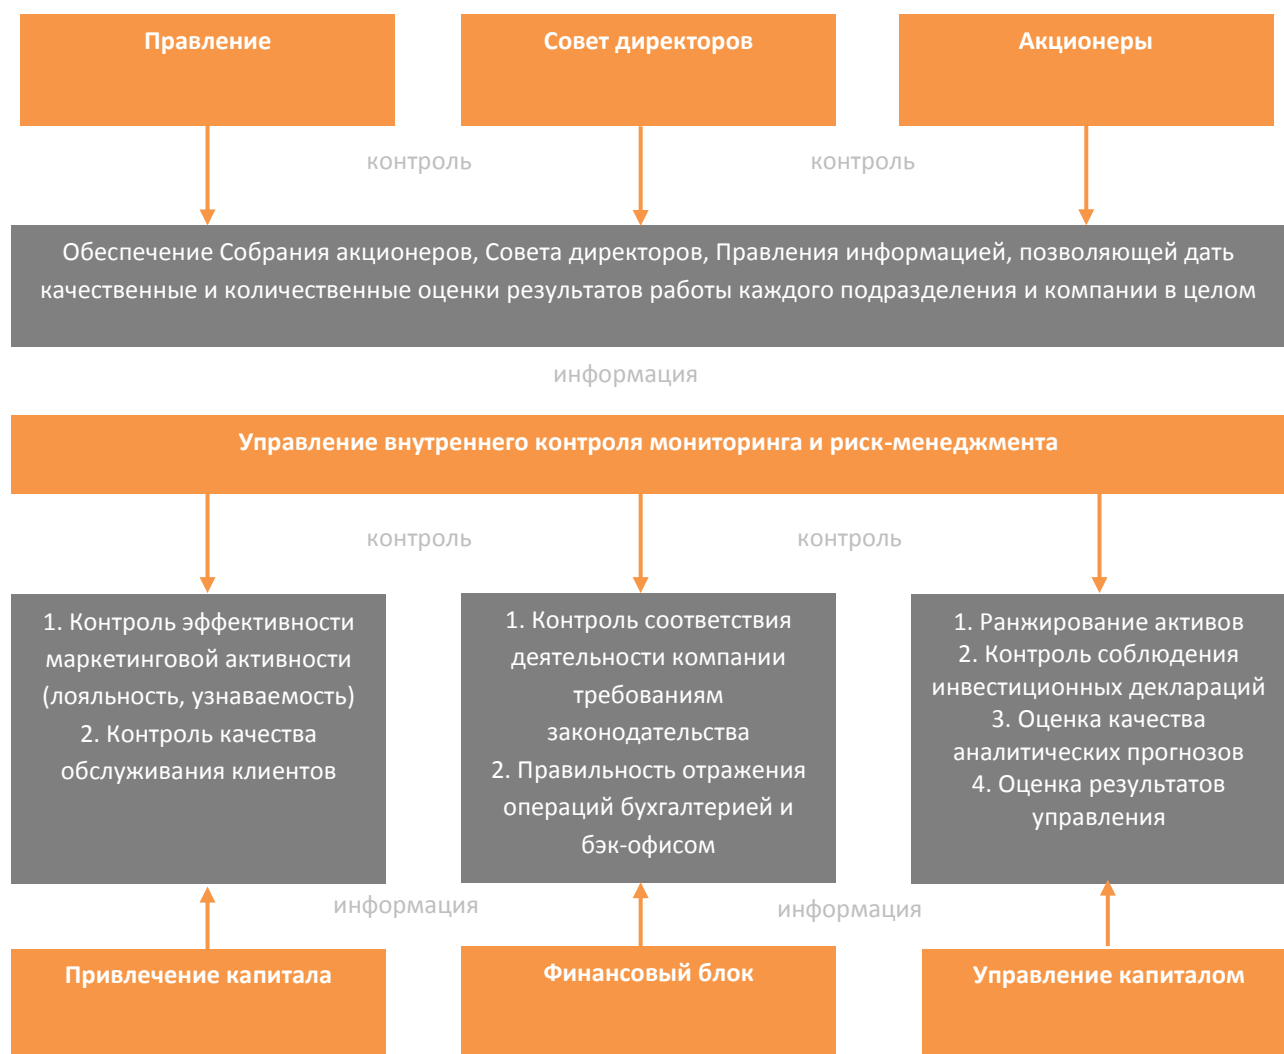 Правление
Совет директоров
Акционеры
контроль
контроль
Обеспечение Собрания акционеров, Совета директоров, Правления информацией, позволяющей дать
качественные и количественные оценки результатов работы каждого подразделения и компании в целом
информация
Управление внутреннего контроля мониторинга и риск-менеджмента
контроль
контроль
1. Контроль эффективности
маркетинговой активности
(лояльность, узнаваемость)
2. Контроль качества
обслуживания клиентов
1. Контроль соответствия
деятельности компании
требованиям
законодательства
2. Правильность отражения
операций бухгалтерией и
бэк-офисом
1. Ранжирование активов
2. Контроль соблюдения
инвестиционных деклараций
3. Оценка качества
аналитических прогнозов
4. Оценка результатов
управления
информация
информация
Привлечение капитала
Финансовый блок
Управление капиталом